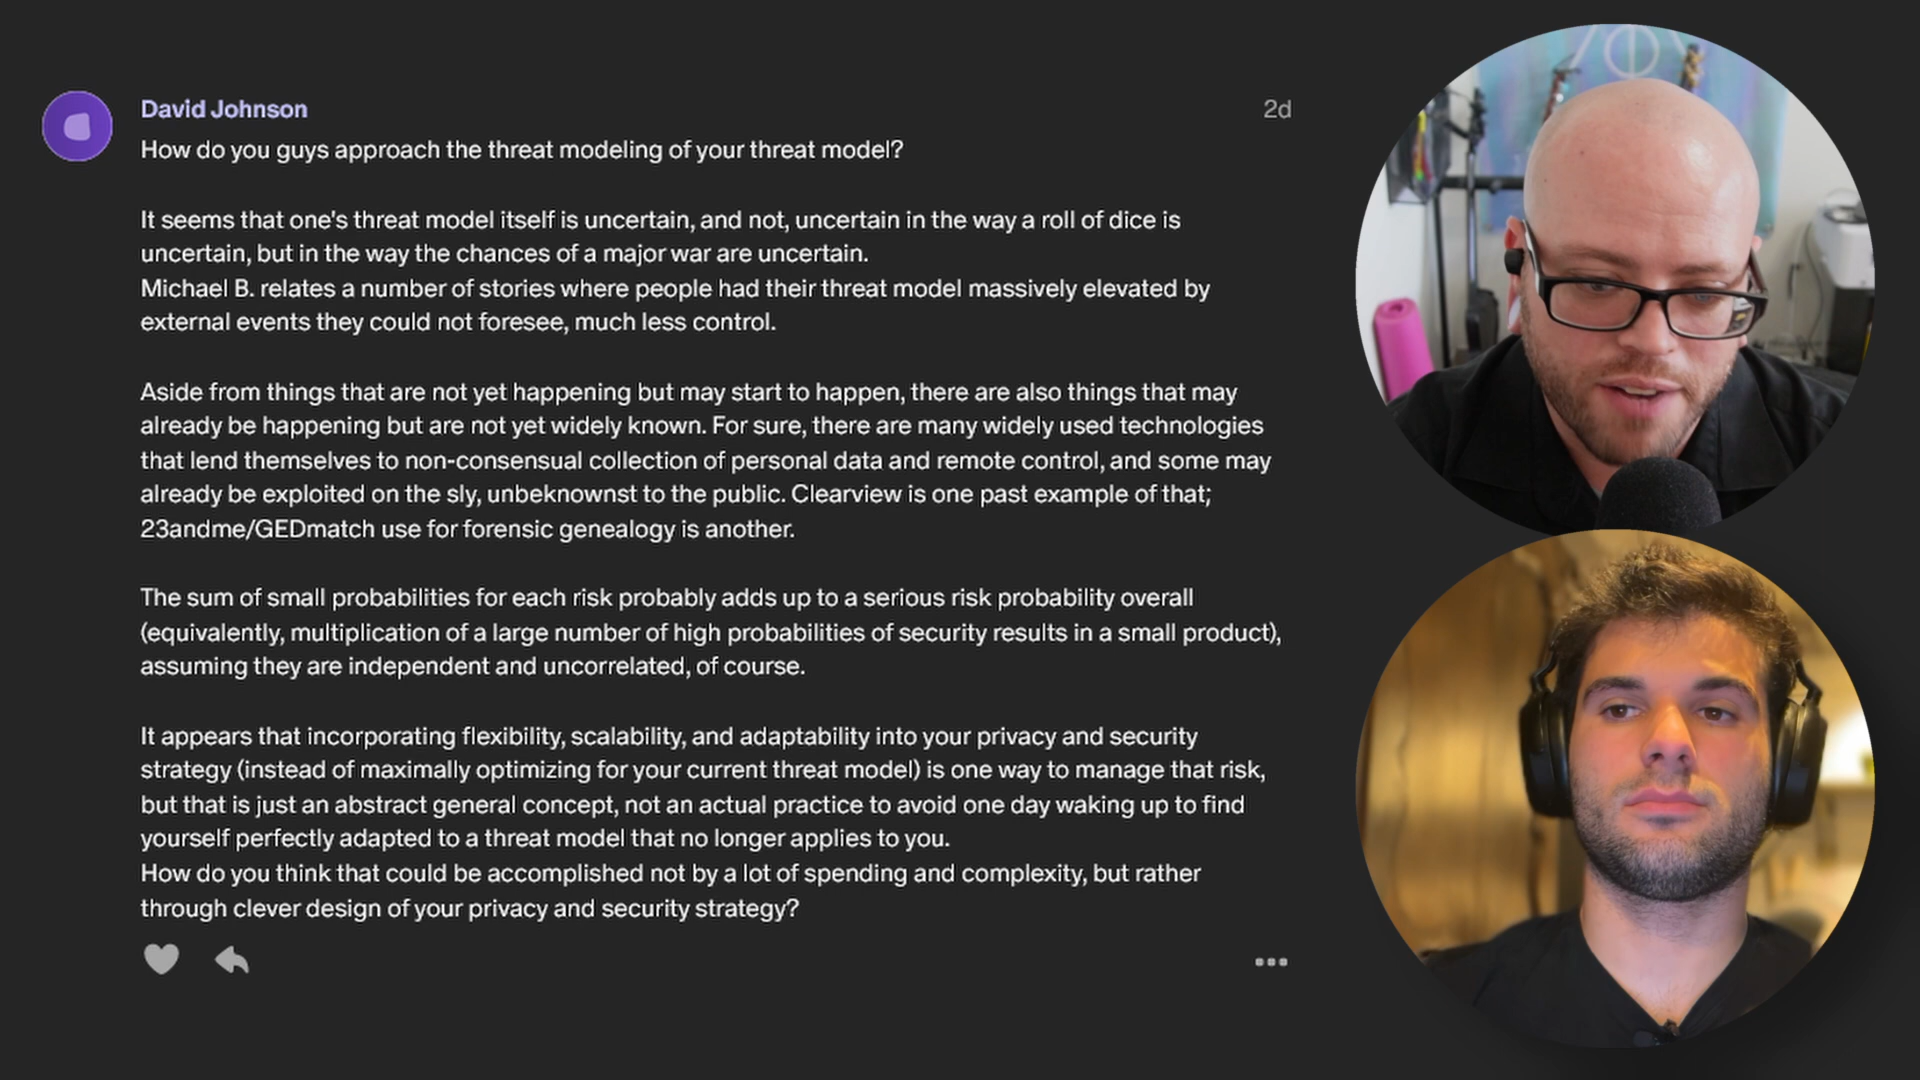 David Johnson
2d
How do you guys approach the threat modeling of your threat model?
It seems that one's threat model itself is uncertain, and not, uncertain in the way a roll of dice is
uncertain, but in the way the chances of a major war are uncertain.
Michael B. relates a number of stories where people had their threat model massively elevated by
external events they could not foresee, much less control.
Aside from things that are not yet happening but may start to happen, there are also things that may
already be happening but are not yet widely known. For sure, there are many widely used technologies
that lend themselves to non-consensual collection of personal data and remote control, and some may
already be exploited on the sly, unbeknownst to the public. Clearview is one past example of that;
23andme/GEDmatch use for forensic genealogy is another.
The sum of small probabilities for each risk probably adds up to a serious risk probability overall
(equivalently, multiplication of a large number of high probabilities of security results in a small product),
assuming they are independent and uncorrelated, of course.
It appears that incorporating flexibility, scalability, and adaptability into your privacy and security
strategy (instead of maximally optimizing for your current threat model) is one way to manage that risk,
but that is just an abstract general concept, not an actual practice to avoid one day waking up to find
yourself perfectly adapted to a threat model that no longer applies to you.
How do you think that could be accomplished not by a lot of spending and complexity, but rather
through clever design of your privacy and security strategy?